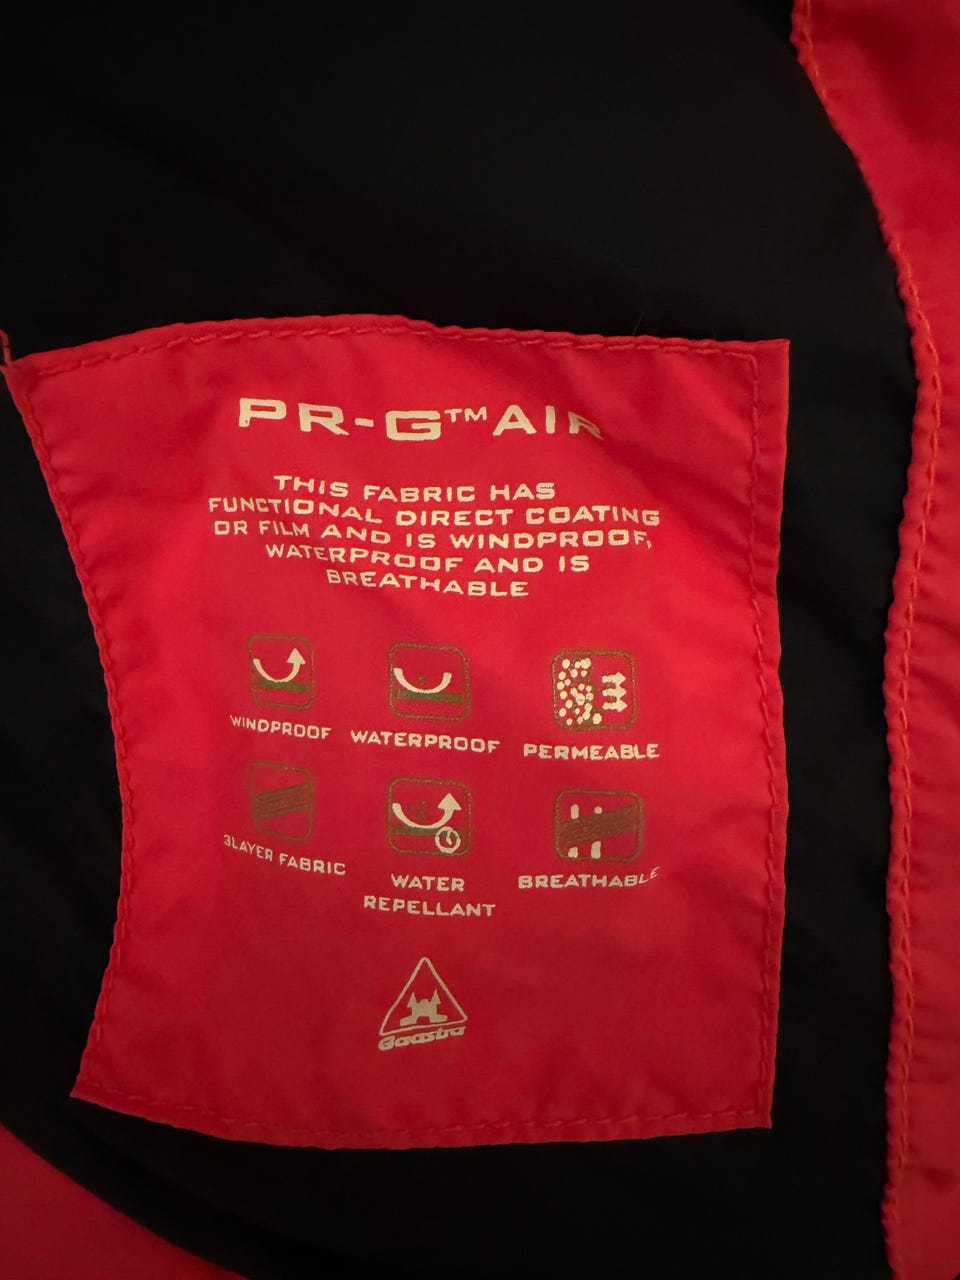 PR-G™AIR
THIS FABRIC HAS
FUNCTIONAL DIRECT COATING
OR FILM AND IS WINDPROOF,
WATERPROOF AND IS
BREATHABLE
WINDPROOF WATERPROOF PERMEABLE
3LAYER FABRIC WATER REPELLANT BREATHABLE
Gaastra